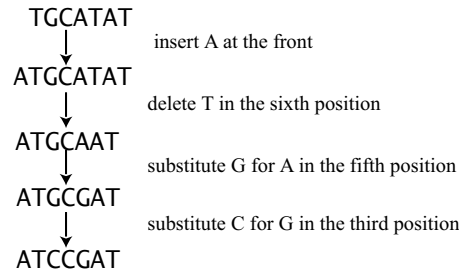 TGCATAT
insert A at the front
ATGCATAT
delete T in the sixth position
ATGCAAT
substitute G for A in the fifth position
ATGCGAT
substitute C for G in the third position
ATCCGAT